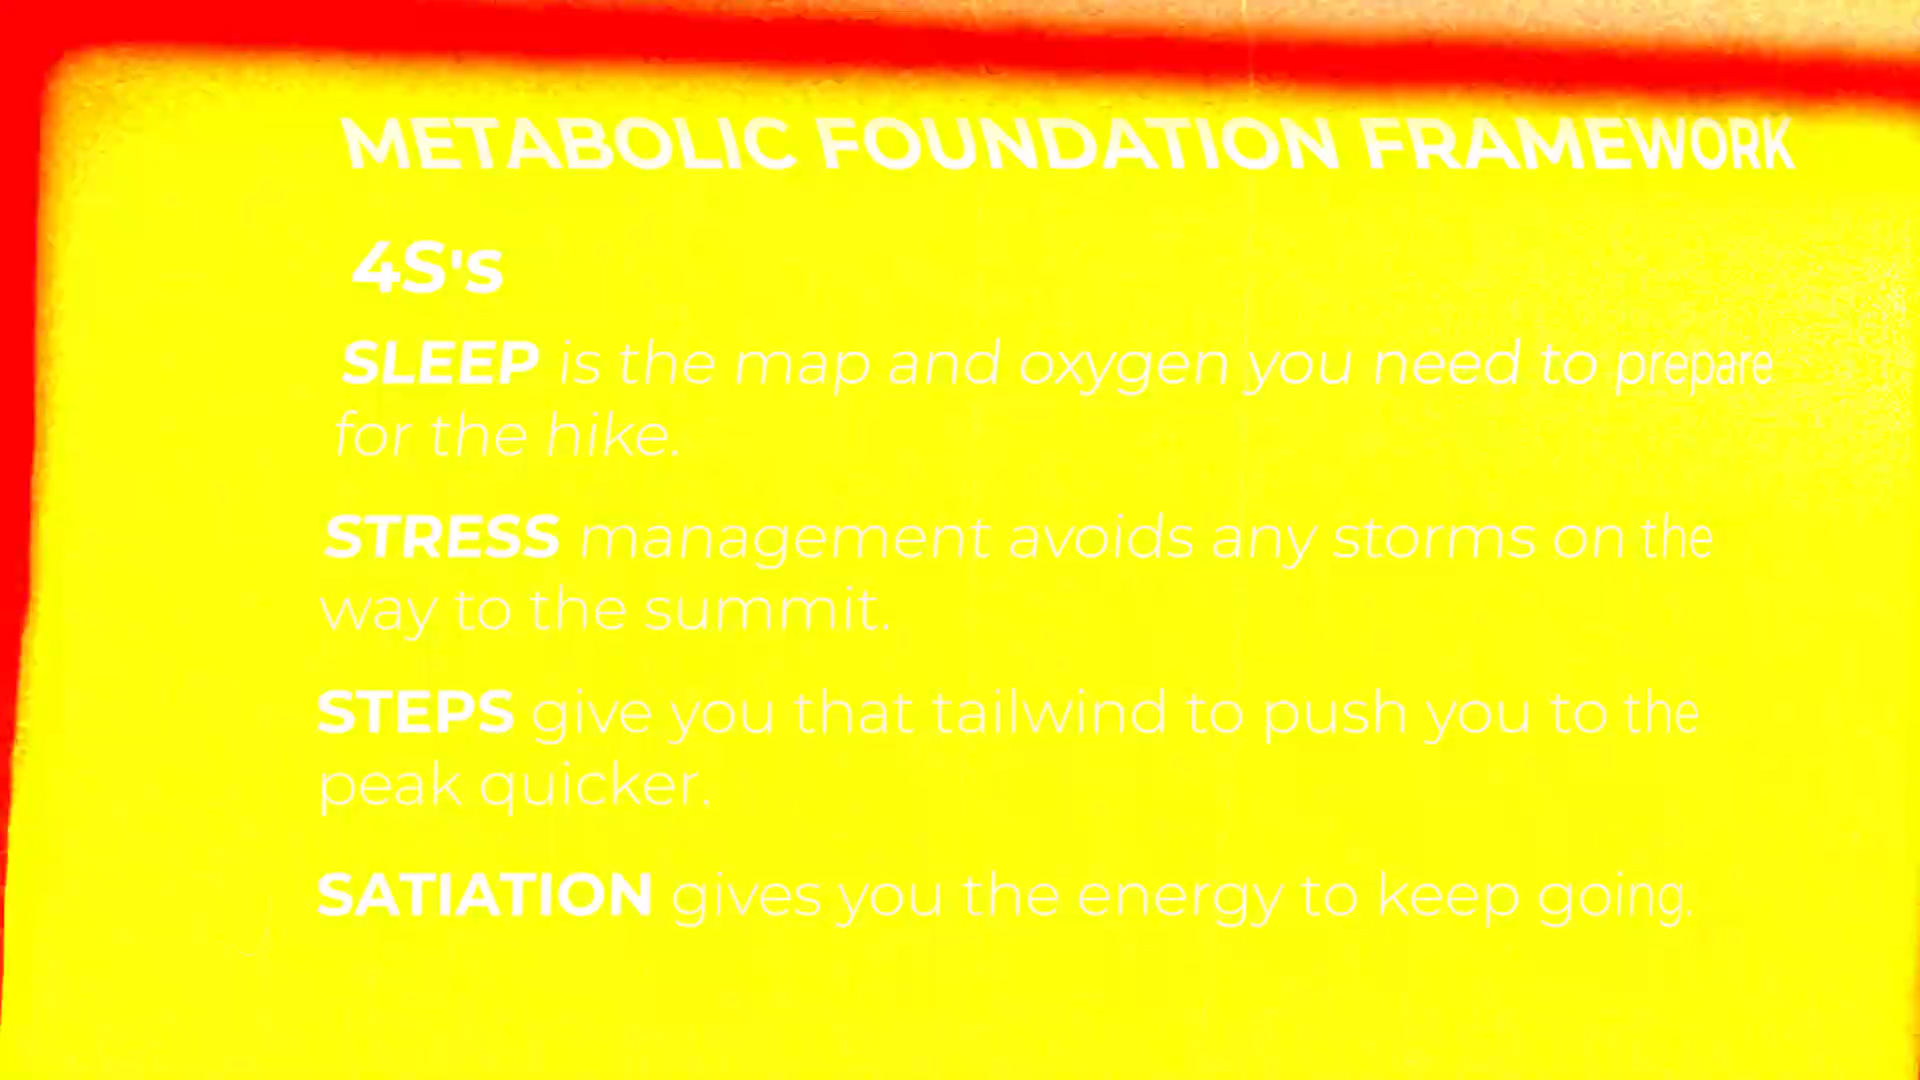 METABOLIC FOUNDATION FRAMEWORK
4S's
SLEEP is the map and oxygen you need to prepare
for the hike.
STRESS management avoids any storms on the
way to the summit.
STEPS give you that tailwind to push you to the
peak quicker.
SATIATION gives you the energy to keep going.